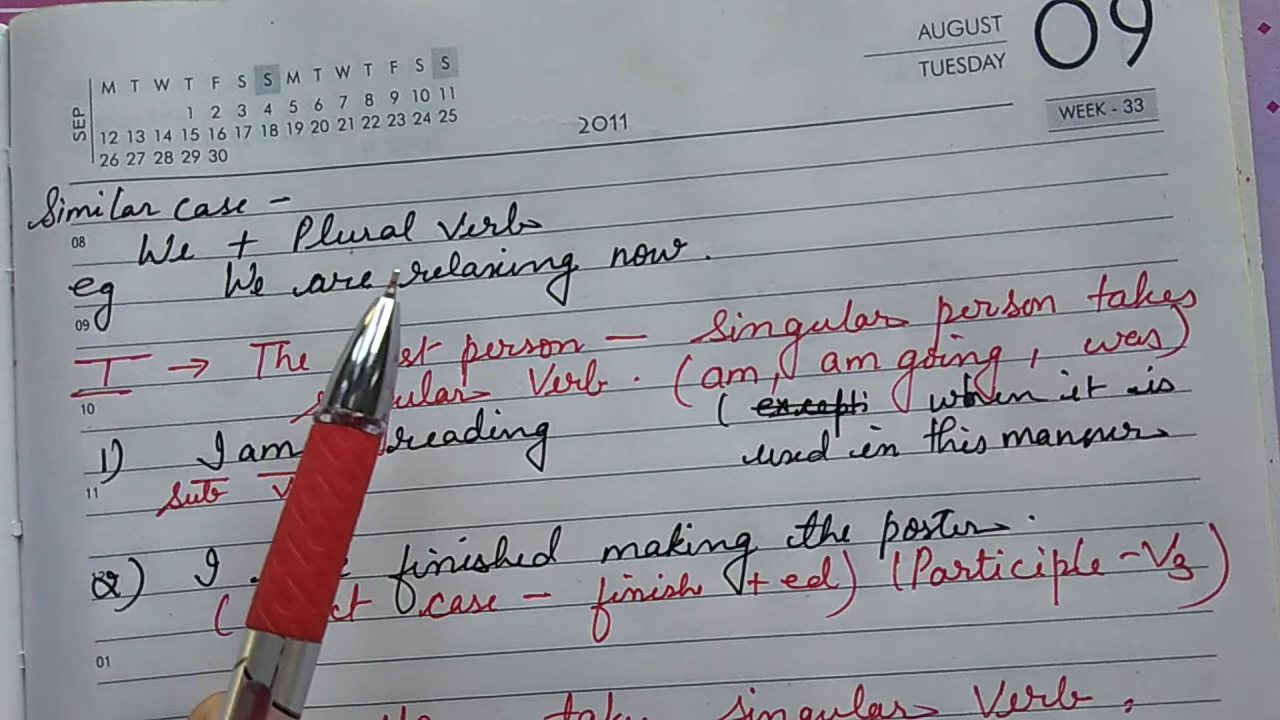 AUGUST
09
TUESDAY
WEEK - 33
2011
SEP
M T W T F S S M T W T F S S
1 2 3 4 5 6 7 8 9 10 11
12 13 14 15 16 17 18 19 20 21 22 23 24 25
26 27 28 29 30
Similar case -
08 We + Plural Verb
eg We are relaxing now.
09
I → The person - Singular person takes
Verb. (am, am going, was)
10 (except when it is
1) I am reading used in this manner
11 Sub V
2) I finished making the poster.
( case - finish + ed) (Participle - V3)
01
singular Verb,